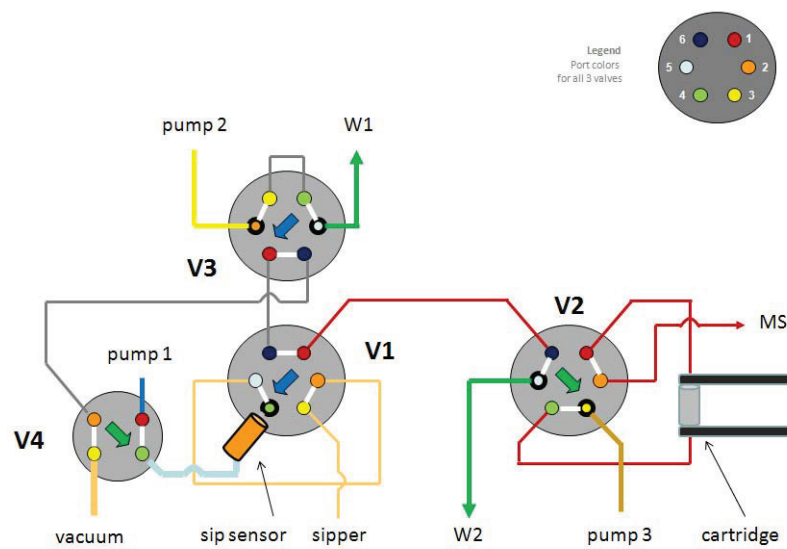 Legend
Port colors
for all 3 valves
6 1
5 2
4 3
pump 2 W1
V3
V2
pump 1
V1
MS
V4
vacuum sip sensor sipper W2 pump 3 cartridge